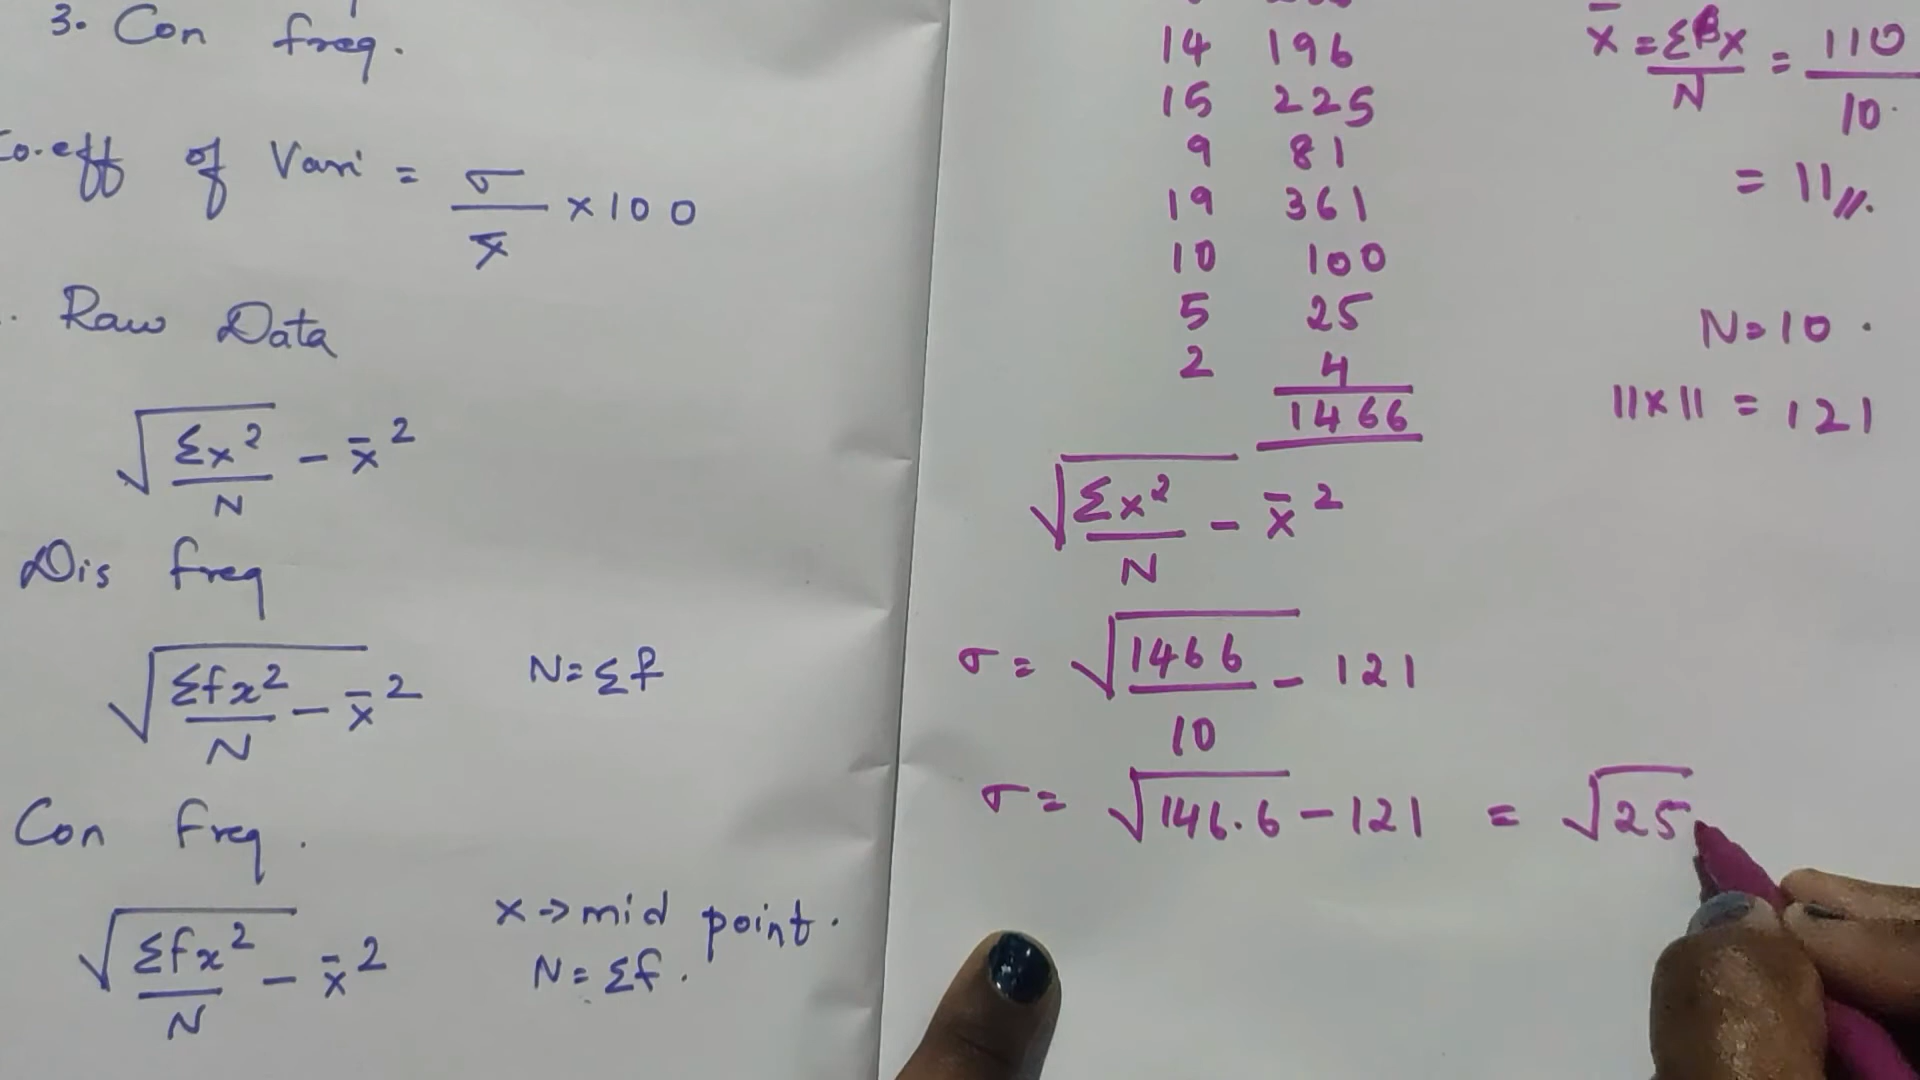 3. Con freq.
Co.eff of Vari = σ/x̄ × 100
. Raw Data
√Σx²/N - x̄²
Dis freq
√Σfx²/N - x̄² N = Σf
Con freq.
√Σfx²/N - x̄² x → mid point.
N = Σf.
14 196
15 225
9 81
19 361
10 100
5 25
2 4
1466
√Σx²/N - x̄²
σ = √1466/10 - 121
σ = √146.6 - 121 = √25
x̄ = Σx/N = 110/10.
= 11//.
N = 10.
11 x 11 = 121